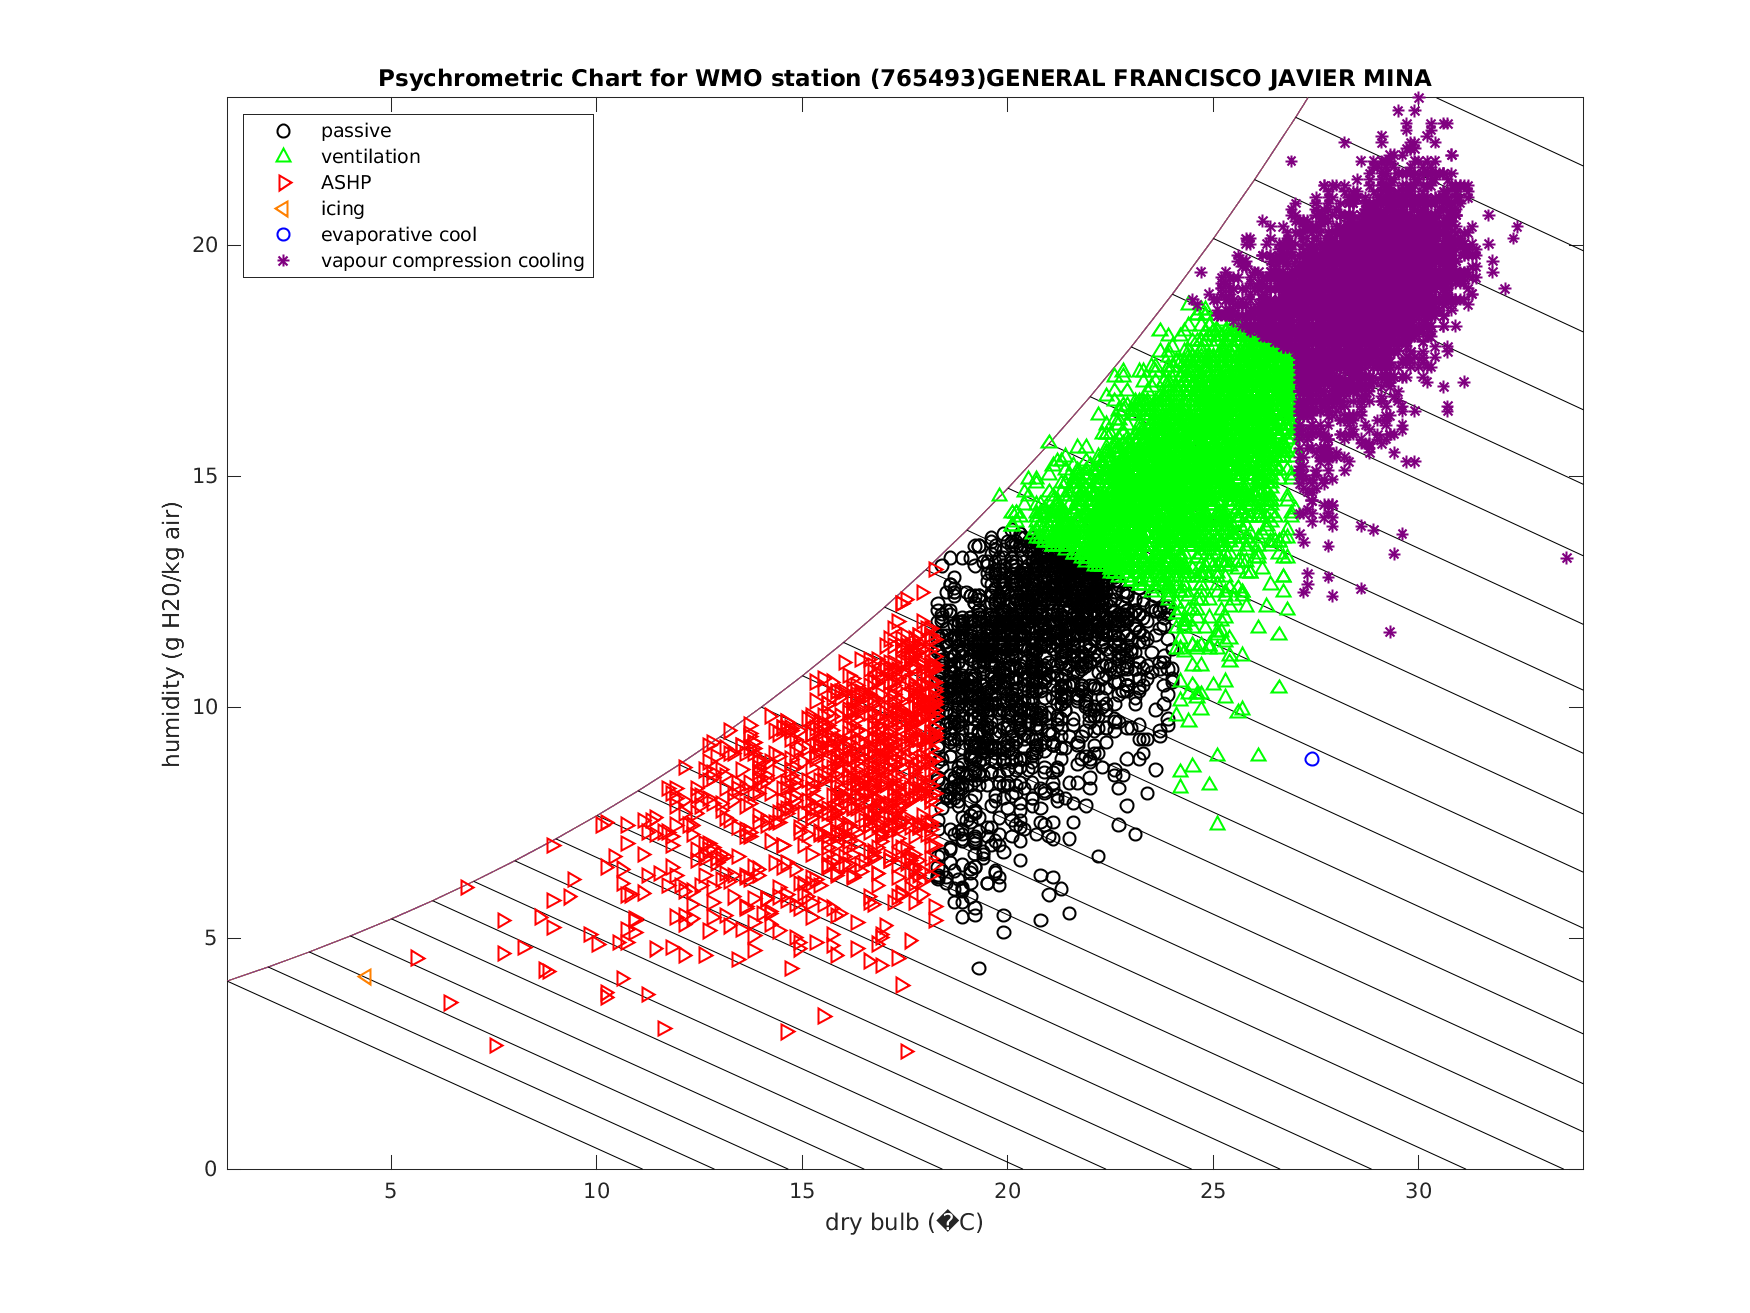 Psychrometric Chart for WMO station (765493)GENERAL FRANCISCO JAVIER MINA
passive
ventilation
ASHP
icing
evaporative cool
vapour compression cooling
20
15
10
5
0
humidity (g H20/kg air)
5 10 15 20 25 30
dry bulb (�C)